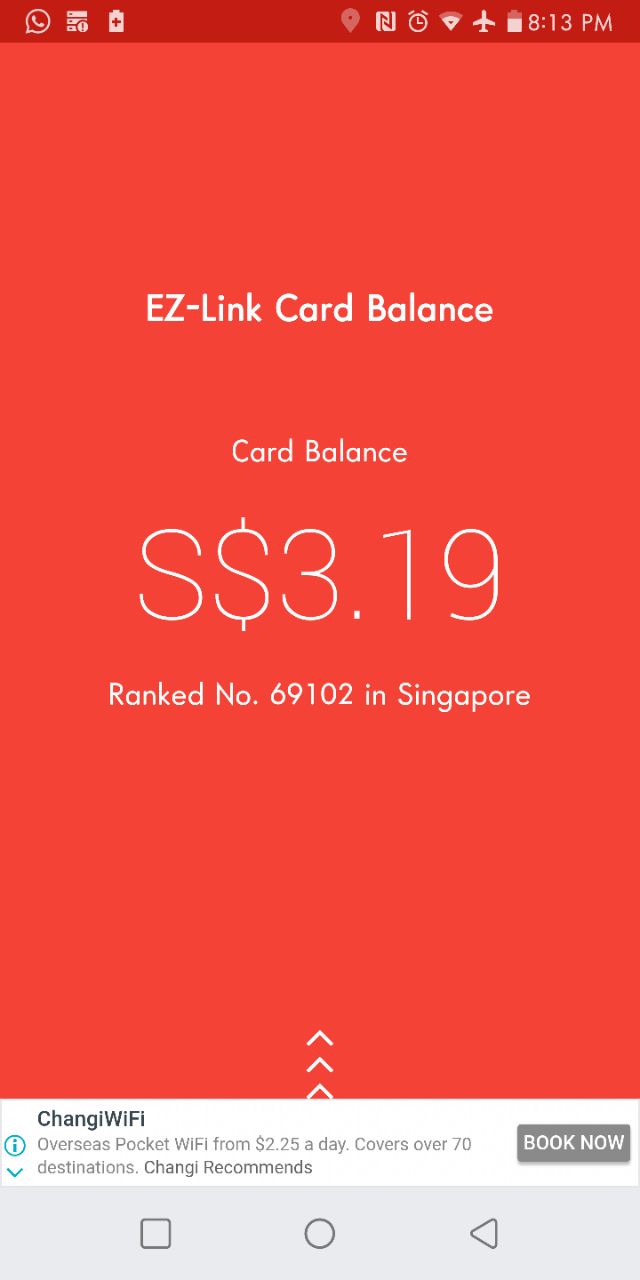 8:13 PM
EZ-Link Card Balance
Card Balance
S$3.19
Ranked No. 69102 in Singapore
ChangiWiFi
Overseas Pocket WiFi from $2.25 a day. Covers over 70
destinations. Changi Recommends
BOOK NOW